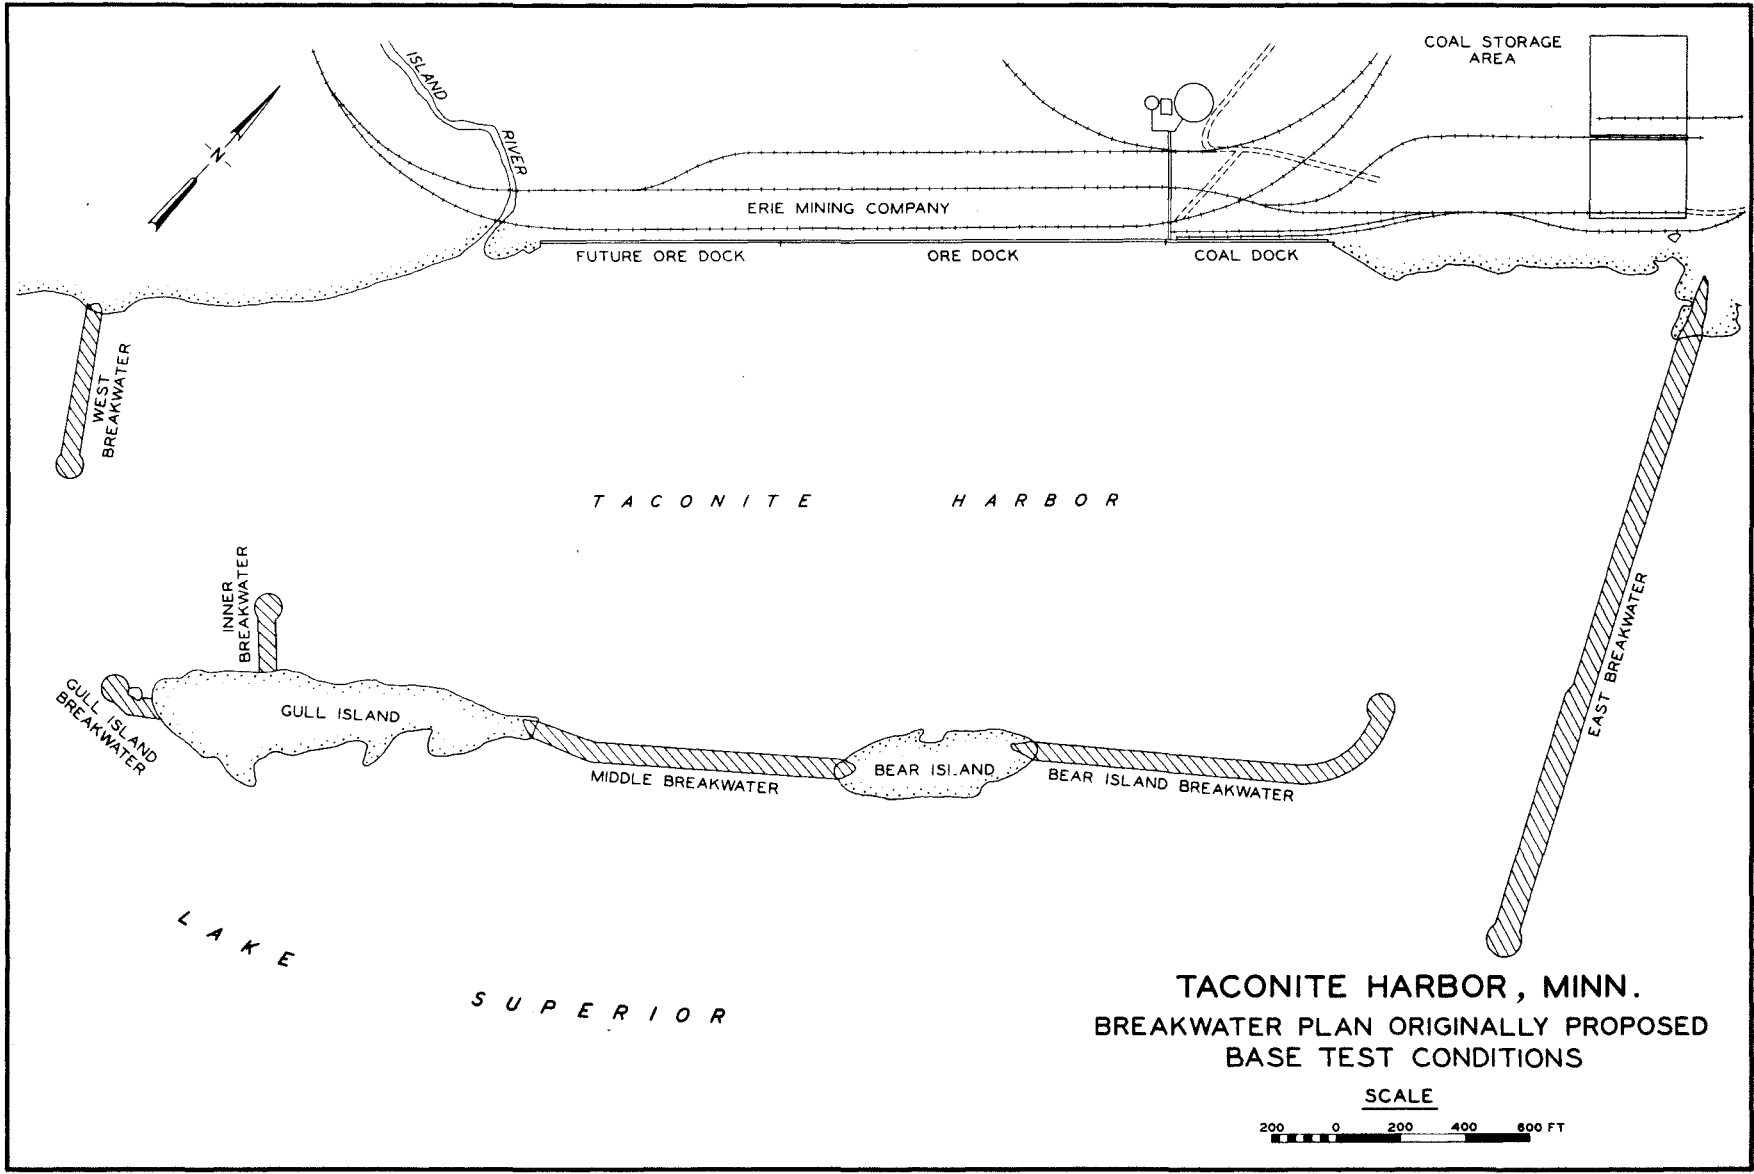 COAL STORAGE
AREA
ISLAND
RIVER
N
ERIE MINING COMPANY
FUTURE ORE DOCK
ORE DOCK
COAL DOCK
WEST
BREAKWATER
TACONITE HARBOR
INNER
BREAKWATER
GULL ISLAND
BREAKWATER
GULL ISLAND
MIDDLE BREAKWATER
BEAR ISLAND
BEAR ISLAND BREAKWATER
EAST BREAKWATER
LAKE
SUPERIOR
TACONITE HARBOR, MINN.
BREAKWATER PLAN ORIGINALLY PROPOSED
BASE TEST CONDITIONS
SCALE
200 0 200 400 600 FT